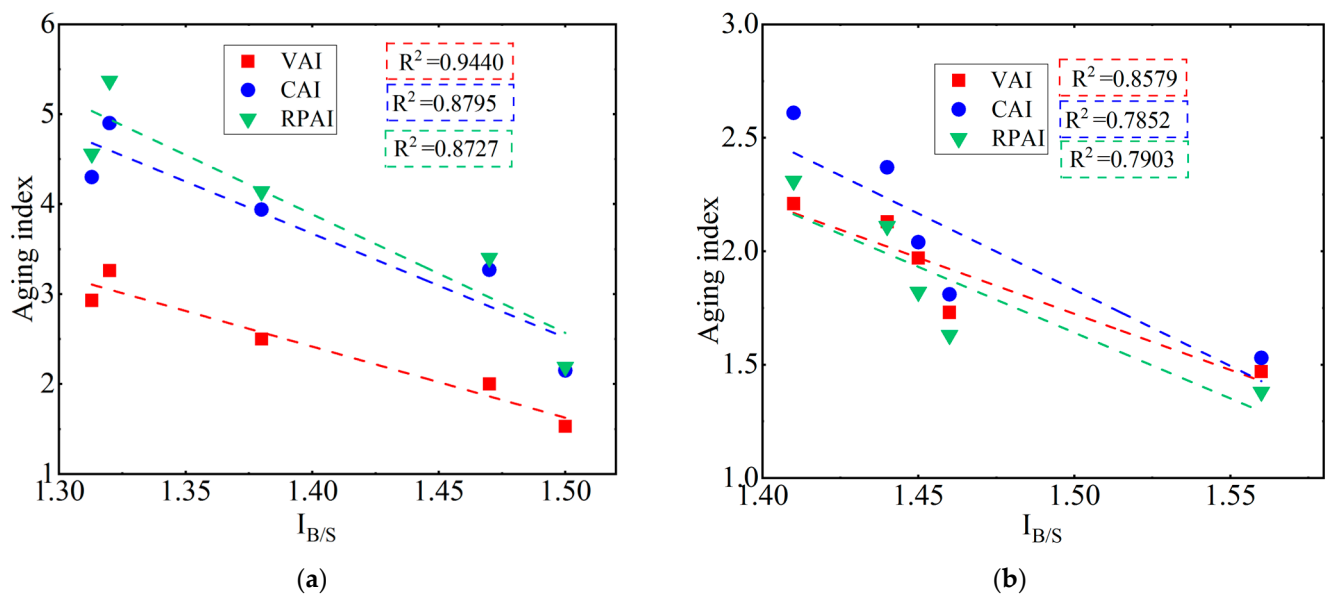 6
5
4
3
2
1
Aging index
VAI
CAI
RPAI
R² =0.9440
R² =0.8795
R² =0.8727
1.30
1.35
1.40
1.45
1.50
I_B/S
(a)
3.0
2.5
2.0
1.5
1.0
Aging index
VAI
CAI
RPAI
R² =0.8579
R² =0.7852
R² =0.7903
1.40
1.45
1.50
1.55
I_B/S
(b)